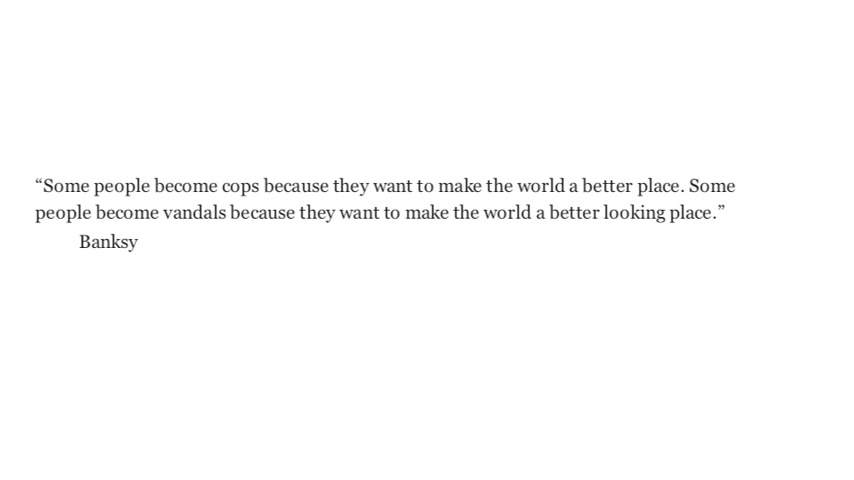 “Some people become cops because they want to make the world a better place. Some
people become vandals because they want to make the world a better looking place.”
Banksy